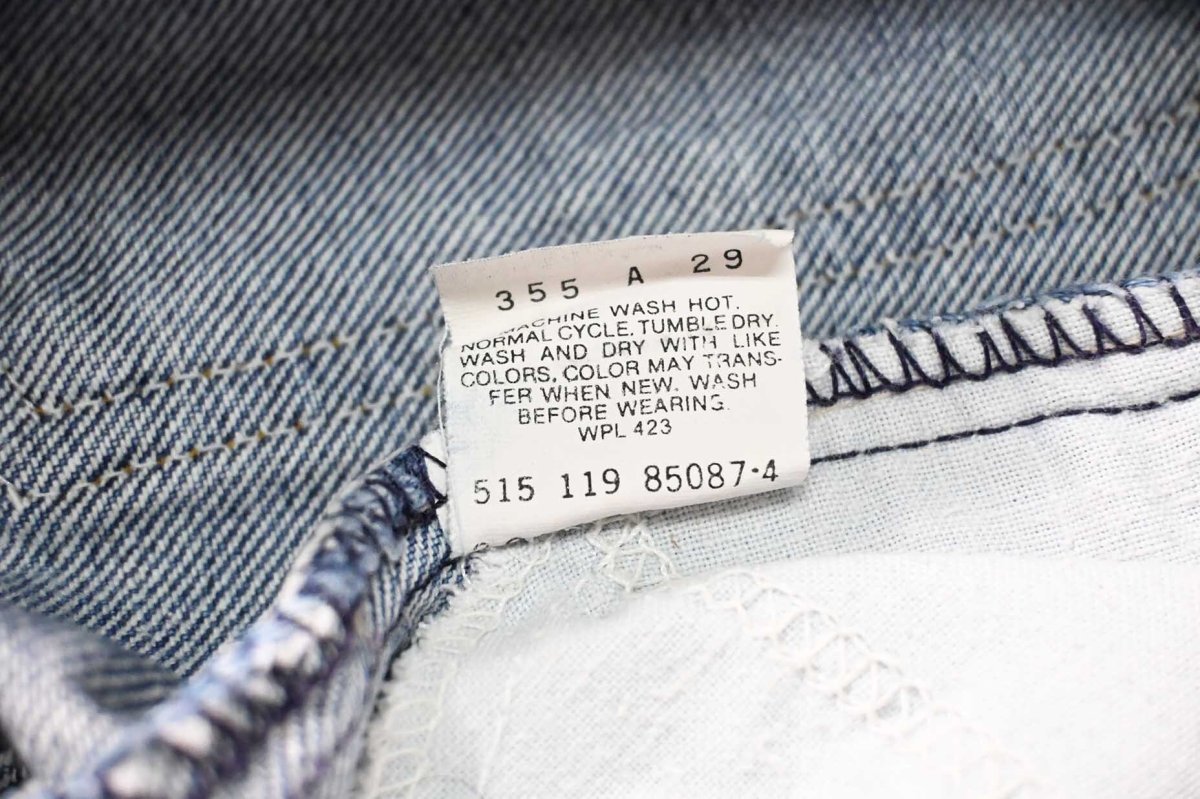 355 A 29
MACHINE WASH HOT.
NORMAL CYCLE. TUMBLE DRY.
WASH AND DRY WITH LIKE
COLORS. COLOR MAY TRANS-
FER WHEN NEW. WASH
BEFORE WEARING.
WPL 423
515 119 85087-4